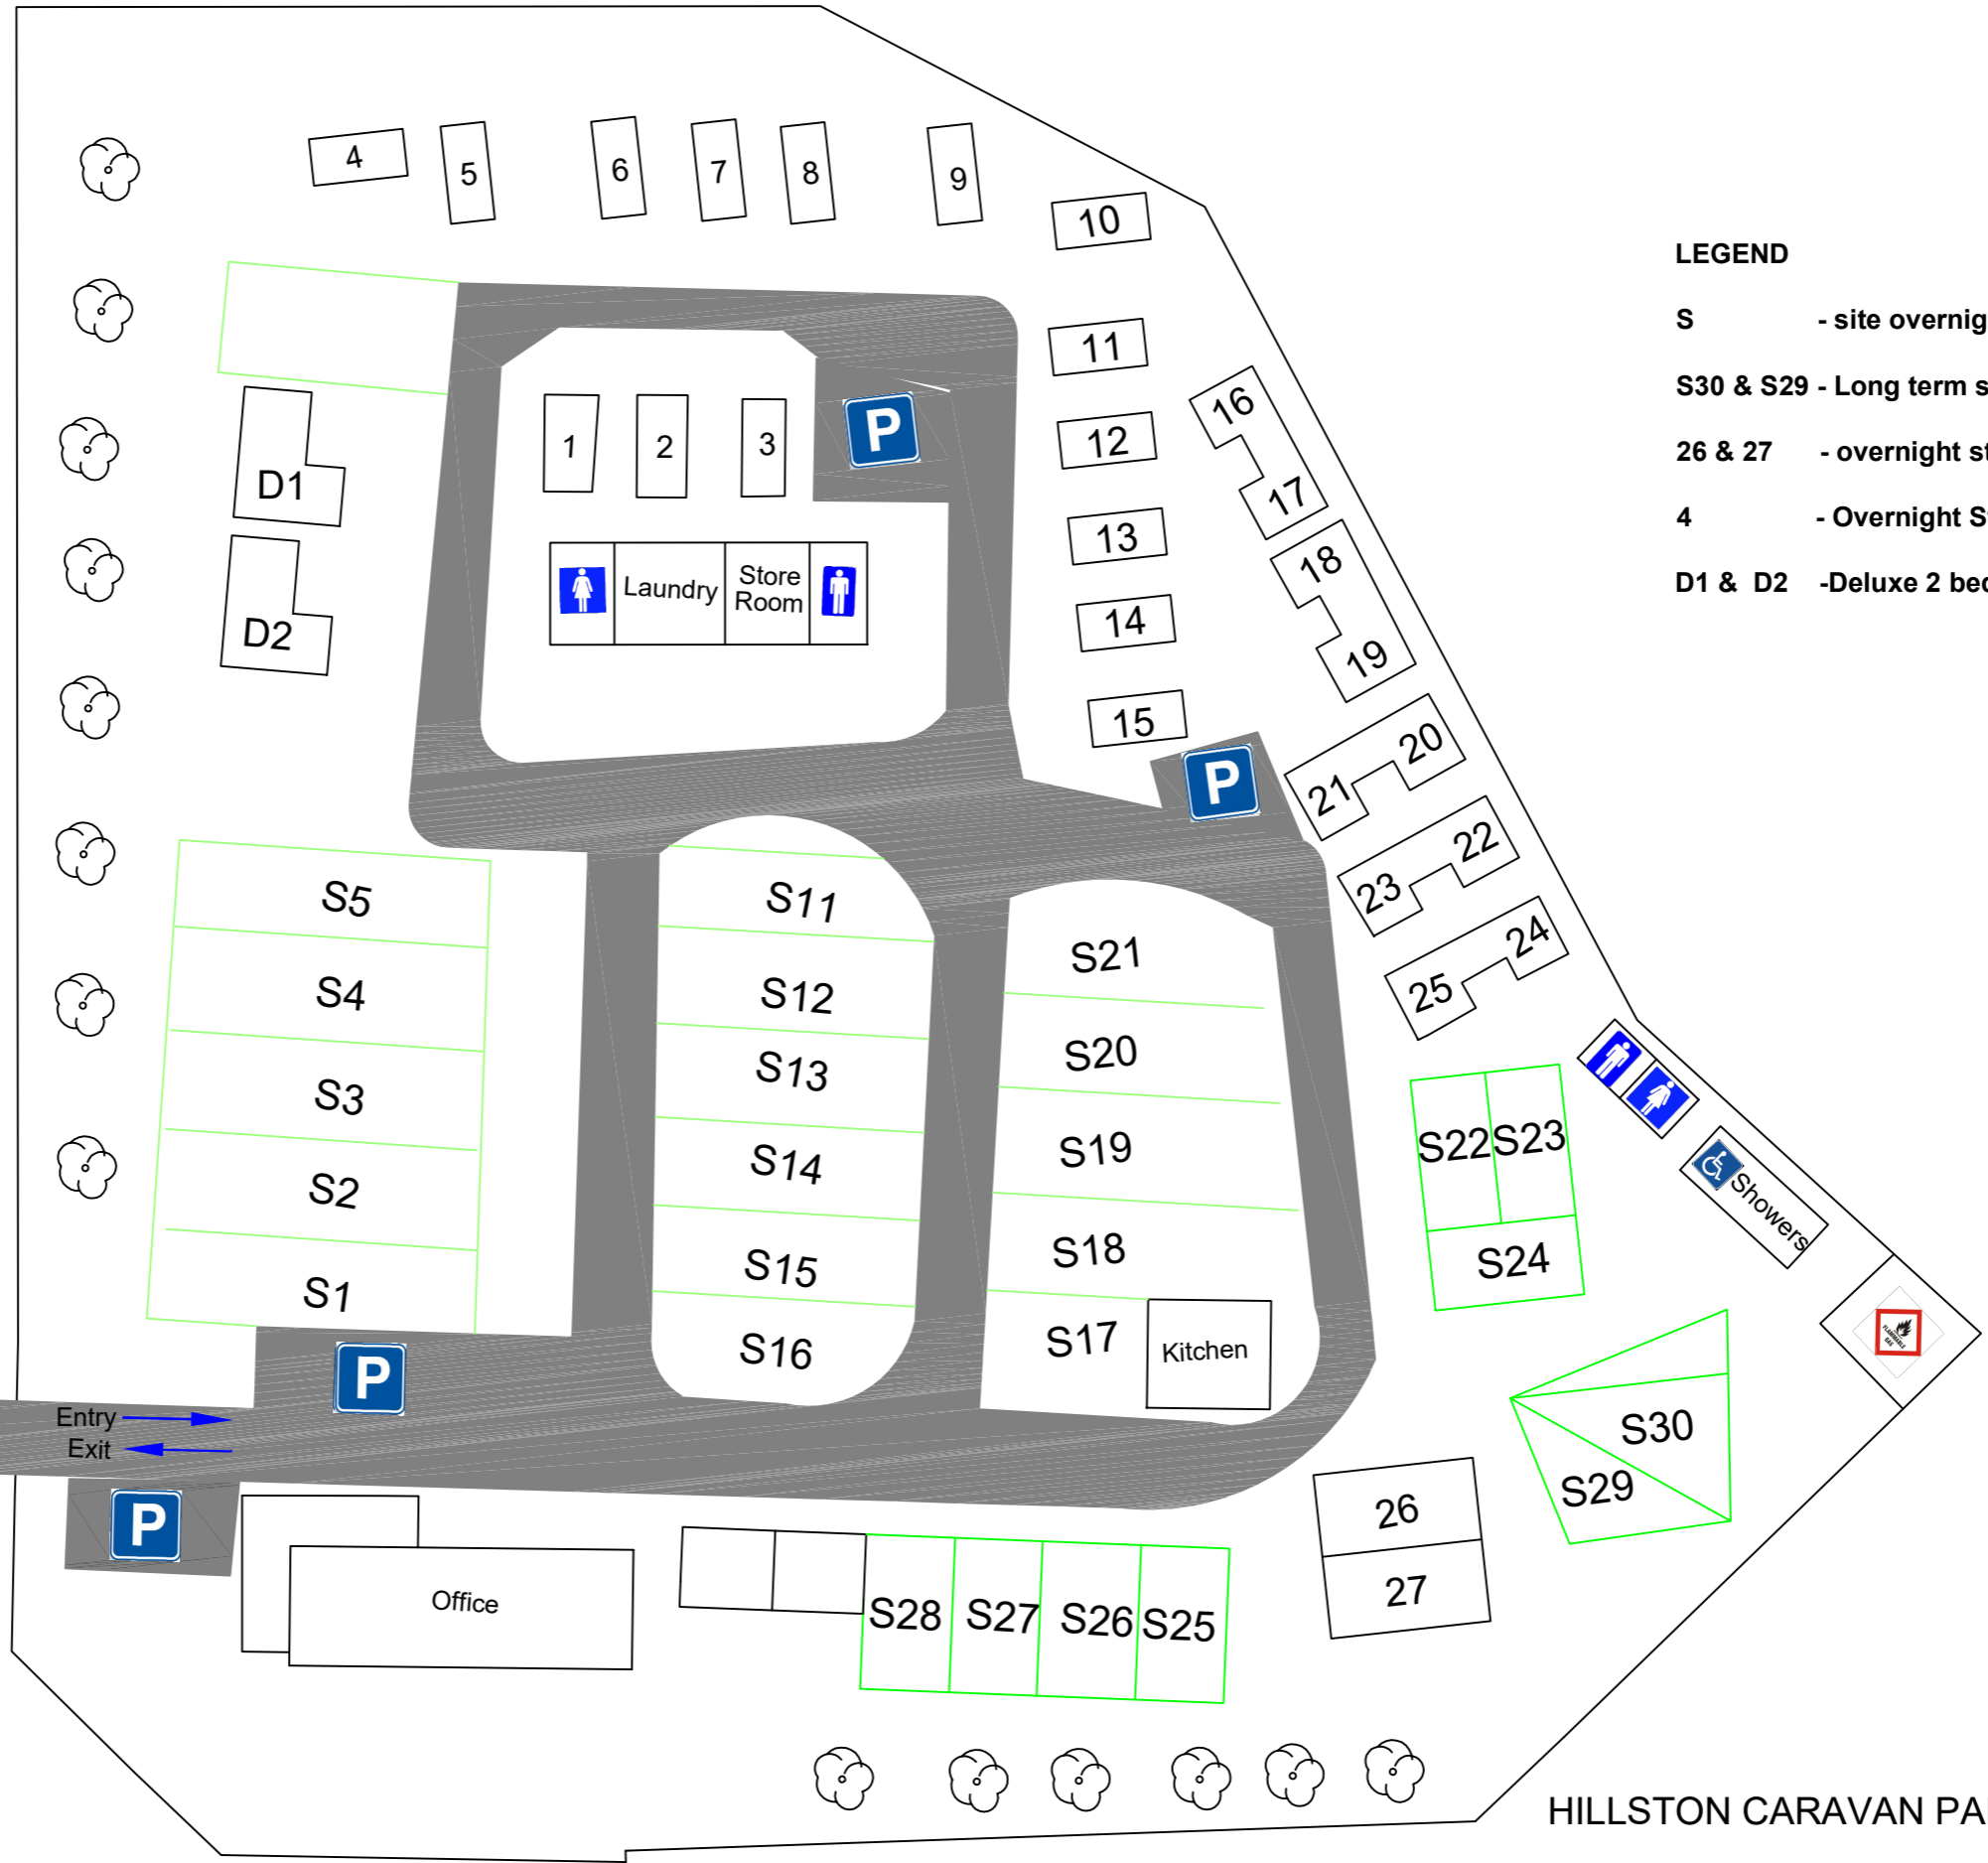 4
5
6
7
8
9
10
LEGEND
S - site overnig
S30 & S29 - Long term s
26 & 27 - overnight st
4 - Overnight S
D1 & D2 -Deluxe 2 bed
11
12
13
14
15
16
17
18
19
20
21
22
23
24
25
1
2
3
P
D1
D2
Laundry
Store
Room
P
S5
S4
S3
S2
S1
S11
S12
S13
S14
S15
S16
S21
S20
S19
S18
S17
Kitchen
S22
S23
S24
Showers
FLAMMABLE
GAS
S30
S29
P
Entry
Exit
P
Office
S28
S27
S26
S25
26
27
HILLSTON CARAVAN PA